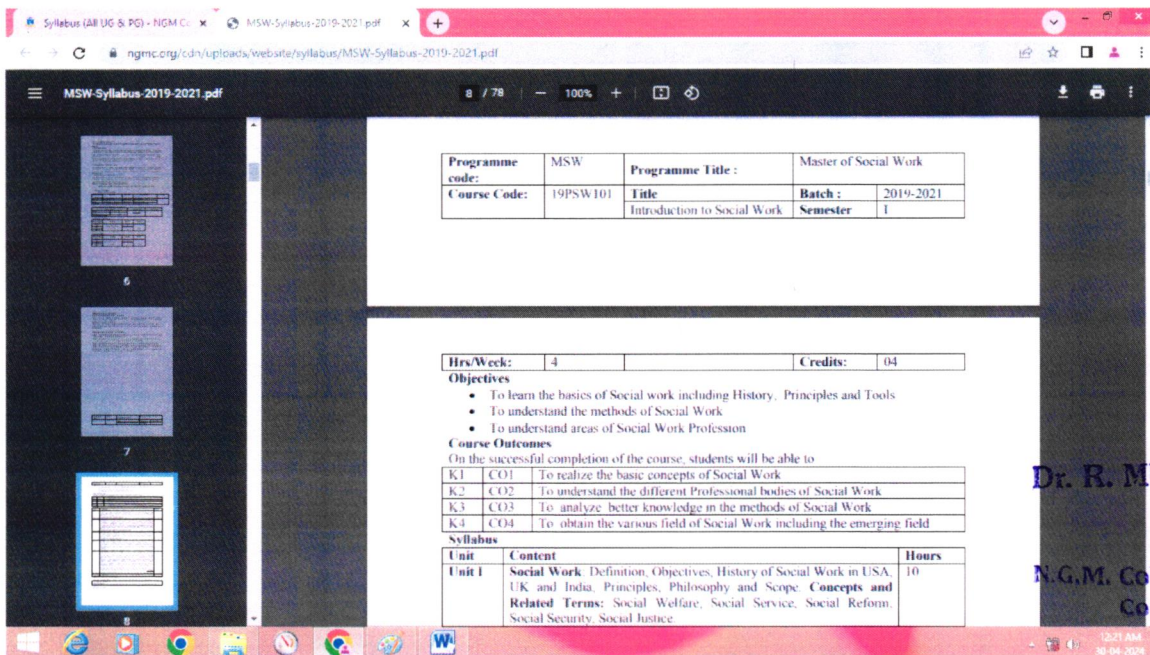 Syllabus (All UG & PG) - NGM Co
MSW-Syllabus-2019-2021.pdf
ngmc.org/cdn/uploads/website/syllabus/MSW-Syllabus-2019-2021.pdf
MSW-Syllabus-2019-2021.pdf
8 / 78
100%
6
7
8
Programme code: MSW Programme Title : Master of Social Work
Course Code: 19PSW101 Title Batch : 2019-2021
Introduction to Social Work Semester I
Hrs/Week: 4 Credits: 04
Objectives
• To learn the basics of Social work including History, Principles and Tools
• To understand the methods of Social Work
• To understand areas of Social Work Profession
Course Outcomes
On the successful completion of the course, students will be able to
K1 CO1 To realize the basic concepts of Social Work
K2 CO2 To understand the different Professional bodies of Social Work
K3 CO3 To analyze better knowledge in the methods of Social Work
K4 CO4 To obtain the various field of Social Work including the emerging field
Syllabus
Unit Content Hours
Unit I Social Work: Definition, Objectives, History of Social Work in USA, 10
UK and India, Principles, Philosophy and Scope. Concepts and
Related Terms: Social Welfare, Social Service, Social Reform,
Social Security, Social Justice.
Dr. R. M
N.G.M. Co
Co
12:21 AM
30-04-2024